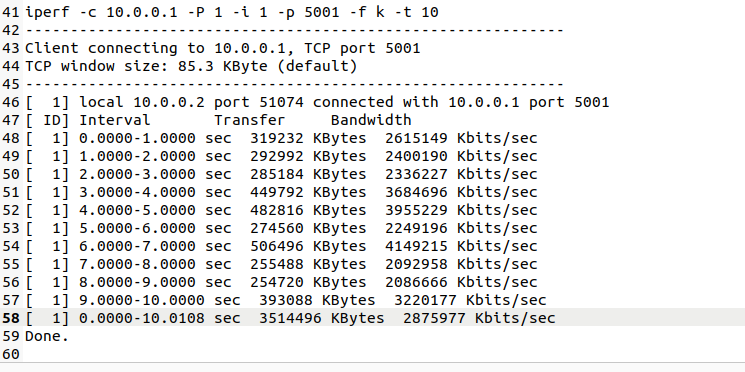 41 iperf -c 10.0.0.1 -P 1 -i 1 -p 5001 -f k -t 10
42 ------------------------------------------------------------
43 Client connecting to 10.0.0.1, TCP port 5001
44 TCP window size: 85.3 KByte (default)
45 ------------------------------------------------------------
46 [  1] local 10.0.0.2 port 51074 connected with 10.0.0.1 port 5001
47 [ ID] Interval       Transfer     Bandwidth
48 [  1] 0.0000-1.0000 sec  319232 KBytes  2615149 Kbits/sec
49 [  1] 1.0000-2.0000 sec  292992 KBytes  2400190 Kbits/sec
50 [  1] 2.0000-3.0000 sec  285184 KBytes  2336227 Kbits/sec
51 [  1] 3.0000-4.0000 sec  449792 KBytes  3684696 Kbits/sec
52 [  1] 4.0000-5.0000 sec  482816 KBytes  3955229 Kbits/sec
53 [  1] 5.0000-6.0000 sec  274560 KBytes  2249196 Kbits/sec
54 [  1] 6.0000-7.0000 sec  506496 KBytes  4149215 Kbits/sec
55 [  1] 7.0000-8.0000 sec  255488 KBytes  2092958 Kbits/sec
56 [  1] 8.0000-9.0000 sec  254720 KBytes  2086666 Kbits/sec
57 [  1] 9.0000-10.0000 sec  393088 KBytes  3220177 Kbits/sec
58 [  1] 0.0000-10.0108 sec  3514496 KBytes  2875977 Kbits/sec
59 Done.
60